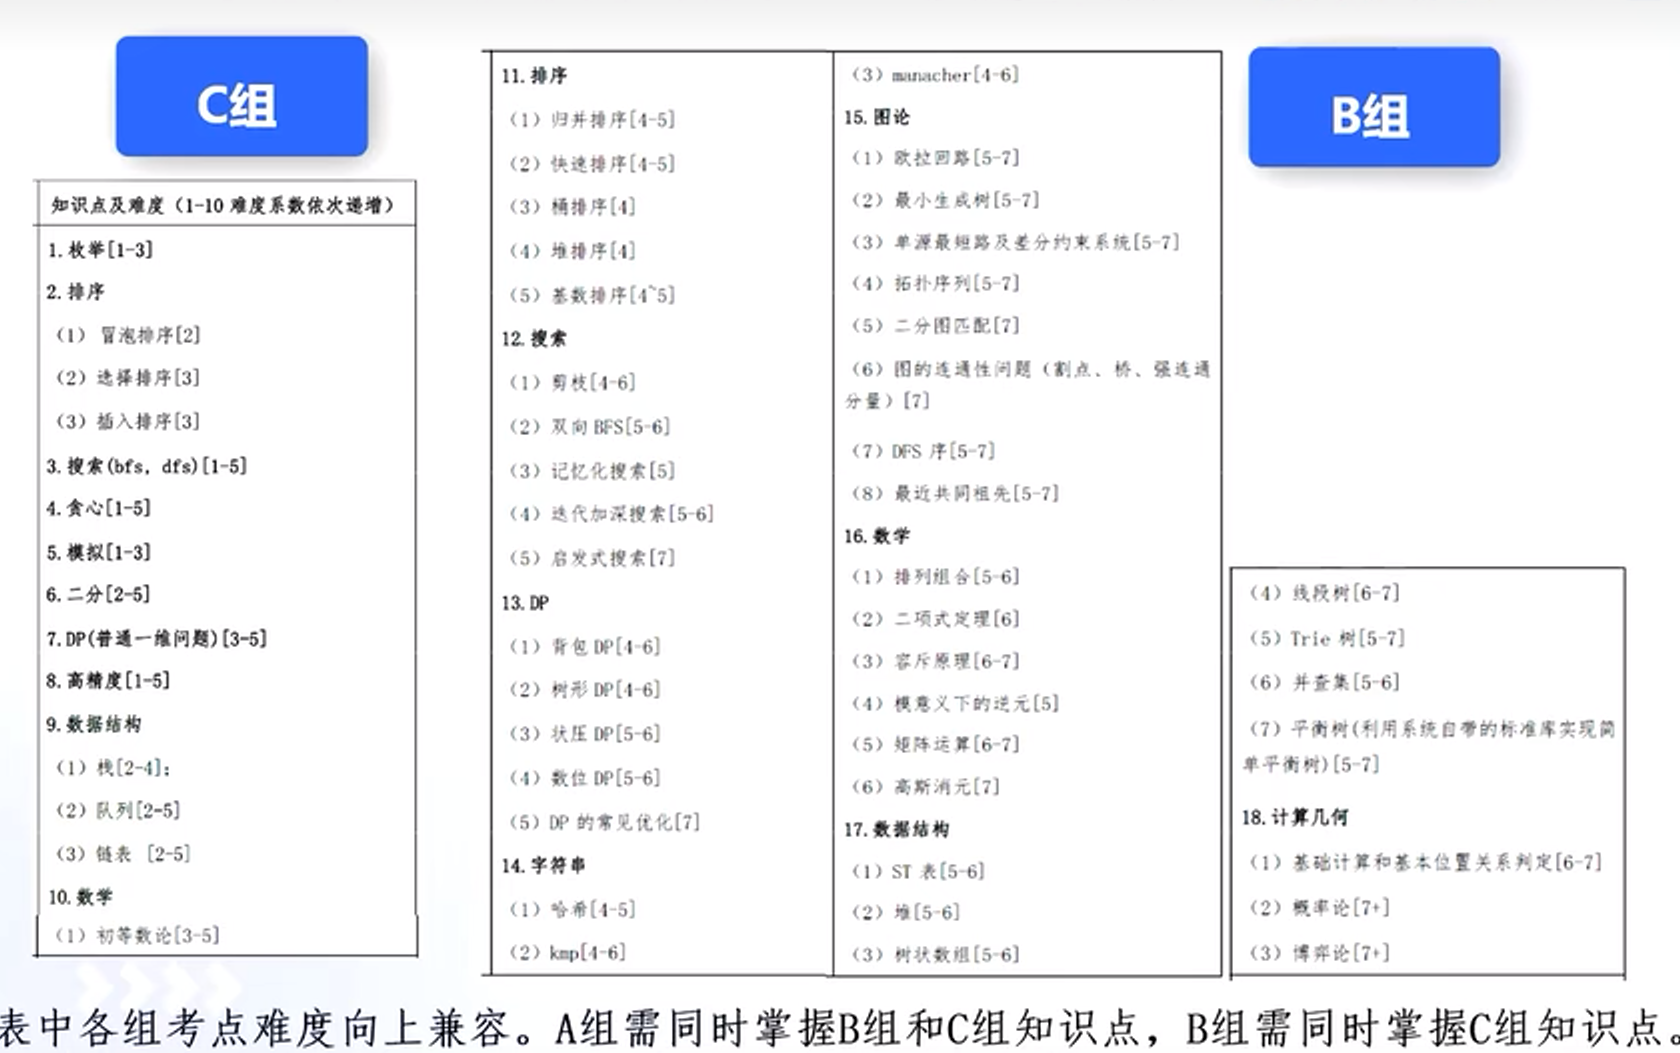 C组
知识点及难度（1-10 难度系数依次递增）
1.枚举[1-3]
2.排序
（1） 冒泡排序[2]
（2）选择排序[3]
（3）插入排序[3]
3.搜索(bfs, dfs)[1-5]
4.贪心[1-5]
5.模拟[1-3]
6.二分[2-5]
7.DP(普通一维问题)[3-5]
8.高精度[1-5]
9.数据结构
（1）栈[2-4];
（2）队列[2-5]
（3）链表 [2-5]
10.数学
（1）初等数论[3-5]
11.排序
（1）归并排序[4-5]
（2）快速排序[4-5]
（3）桶排序[4]
（4）堆排序[4]
（5）基数排序[4~5]
12.搜索
（1）剪枝[4-6]
（2）双向 BFS[5-6]
（3）记忆化搜索[5]
（4）迭代加深搜索[5-6]
（5）启发式搜索[7]
13.DP
（1）背包 DP[4-6]
（2）树形 DP[4-6]
（3）状压 DP[5-6]
（4）数位 DP[5-6]
（5）DP 的常见优化[7]
14.字符串
（1）哈希[4-5]
（2）kmp[4-6]
（3）manacher[4-6]
15.图论
（1）欧拉回路[5-7]
（2）最小生成树[5-7]
（3）单源最短路及差分约束系统[5-7]
（4）拓扑序列[5-7]
（5）二分图匹配[7]
（6）图的连通性问题（割点、桥、强连通
分量）[7]
（7）DFS 序[5-7]
（8）最近共同祖先[5-7]
16.数学
（1）排列组合[5-6]
（2）二项式定理[6]
（3）容斥原理[6-7]
（4）模意义下的逆元[5]
（5）矩阵运算[6-7]
（6）高斯消元[7]
17.数据结构
（1）ST 表[5-6]
（2）堆[5-6]
（3）树状数组[5-6]
B组
（4）线段树[6-7]
（5）Trie 树[5-7]
（6）并查集[5-6]
（7）平衡树(利用系统自带的标准库实现简
单平衡树)[5-7]
18.计算几何
（1）基础计算和基本位置关系判定[6-7]
（2）概率论[7+]
（3）博弈论[7+]
表中各组考点难度向上兼容。A组需同时掌握B组和C组知识点，B组需同时掌握C组知识点。